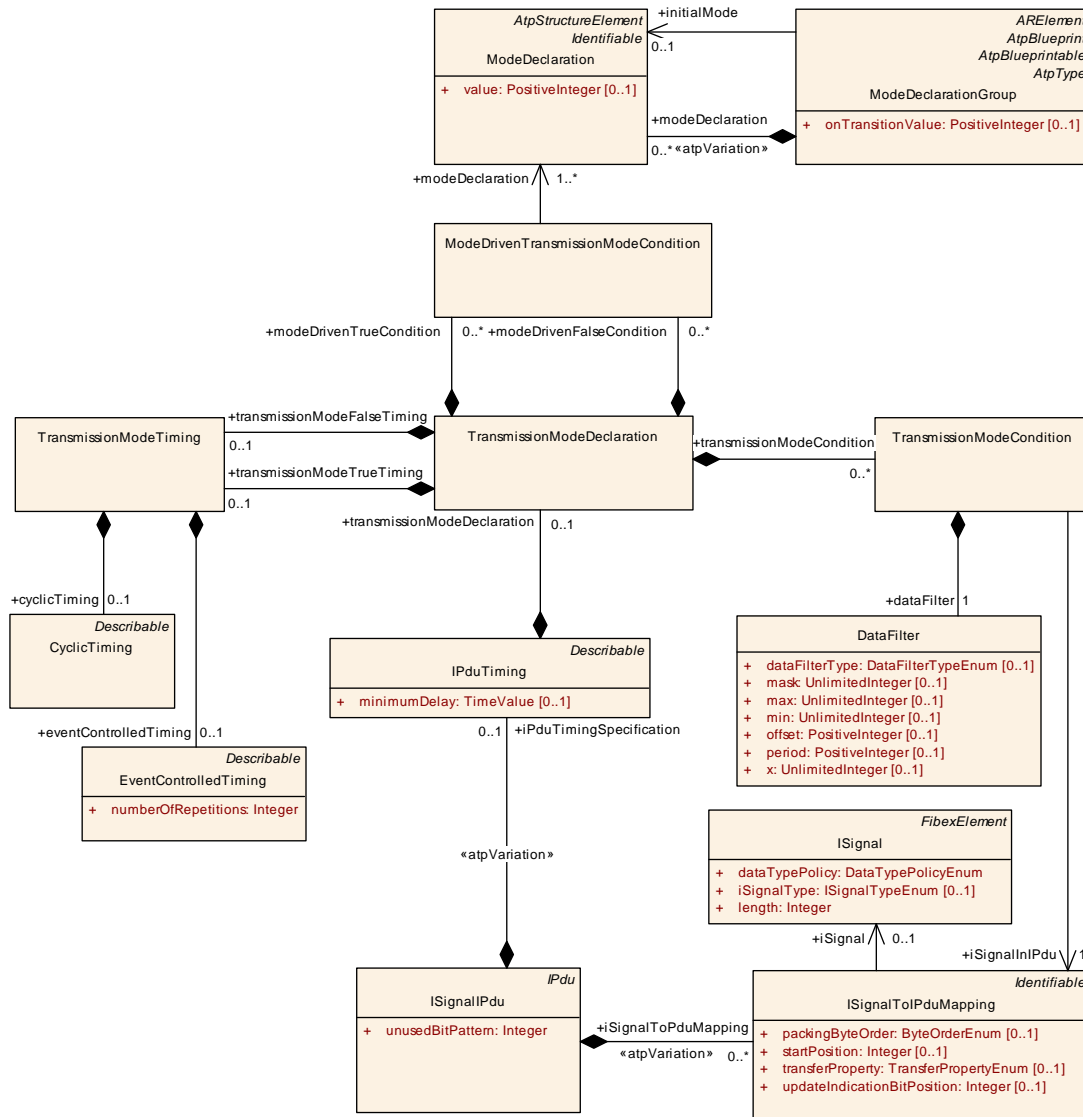 AtpStructureElement
Identifiable
ModeDeclaration
+ value: PositiveInteger [0..1]
+initialMode
0..1
ARElement
AtpBlueprint
AtpBlueprintable
AtpType
ModeDeclarationGroup
+ onTransitionValue: PositiveInteger [0..1]
+modeDeclaration
0..* «atpVariation»
+modeDeclaration 1..*
ModeDrivenTransmissionModeCondition
+modeDrivenTrueCondition 0..*
+modeDrivenFalseCondition 0..*
TransmissionModeTiming
+transmissionModeFalseTiming
0..1
+transmissionModeTrueTiming
0..1
TransmissionModeDeclaration
+transmissionModeCondition
0..*
TransmissionModeCondition
+transmissionModeDeclaration 0..1
+cyclicTiming 0..1
Describable
CyclicTiming
+eventControlledTiming 0..1
Describable
EventControlledTiming
+ numberOfRepetitions: Integer
Describable
IPduTiming
+ minimumDelay: TimeValue [0..1]
0..1 +iPduTimingSpecification
«atpVariation»
+dataFilter 1
DataFilter
+ dataFilterType: DataFilterTypeEnum [0..1]
+ mask: UnlimitedInteger [0..1]
+ max: UnlimitedInteger [0..1]
+ min: UnlimitedInteger [0..1]
+ offset: PositiveInteger [0..1]
+ period: PositiveInteger [0..1]
+ x: UnlimitedInteger [0..1]
FibexElement
ISignal
+ dataTypePolicy: DataTypePolicyEnum
+ iSignalType: ISignalTypeEnum [0..1]
+ length: Integer
+iSignal 0..1
+iSignalInIPdu 1
IPdu
ISignalIPdu
+ unusedBitPattern: Integer
+iSignalToPduMapping
«atpVariation» 0..*
Identifiable
ISignalToIPduMapping
+ packingByteOrder: ByteOrderEnum [0..1]
+ startPosition: Integer [0..1]
+ transferProperty: TransferPropertyEnum [0..1]
+ updateIndicationBitPosition: Integer [0..1]